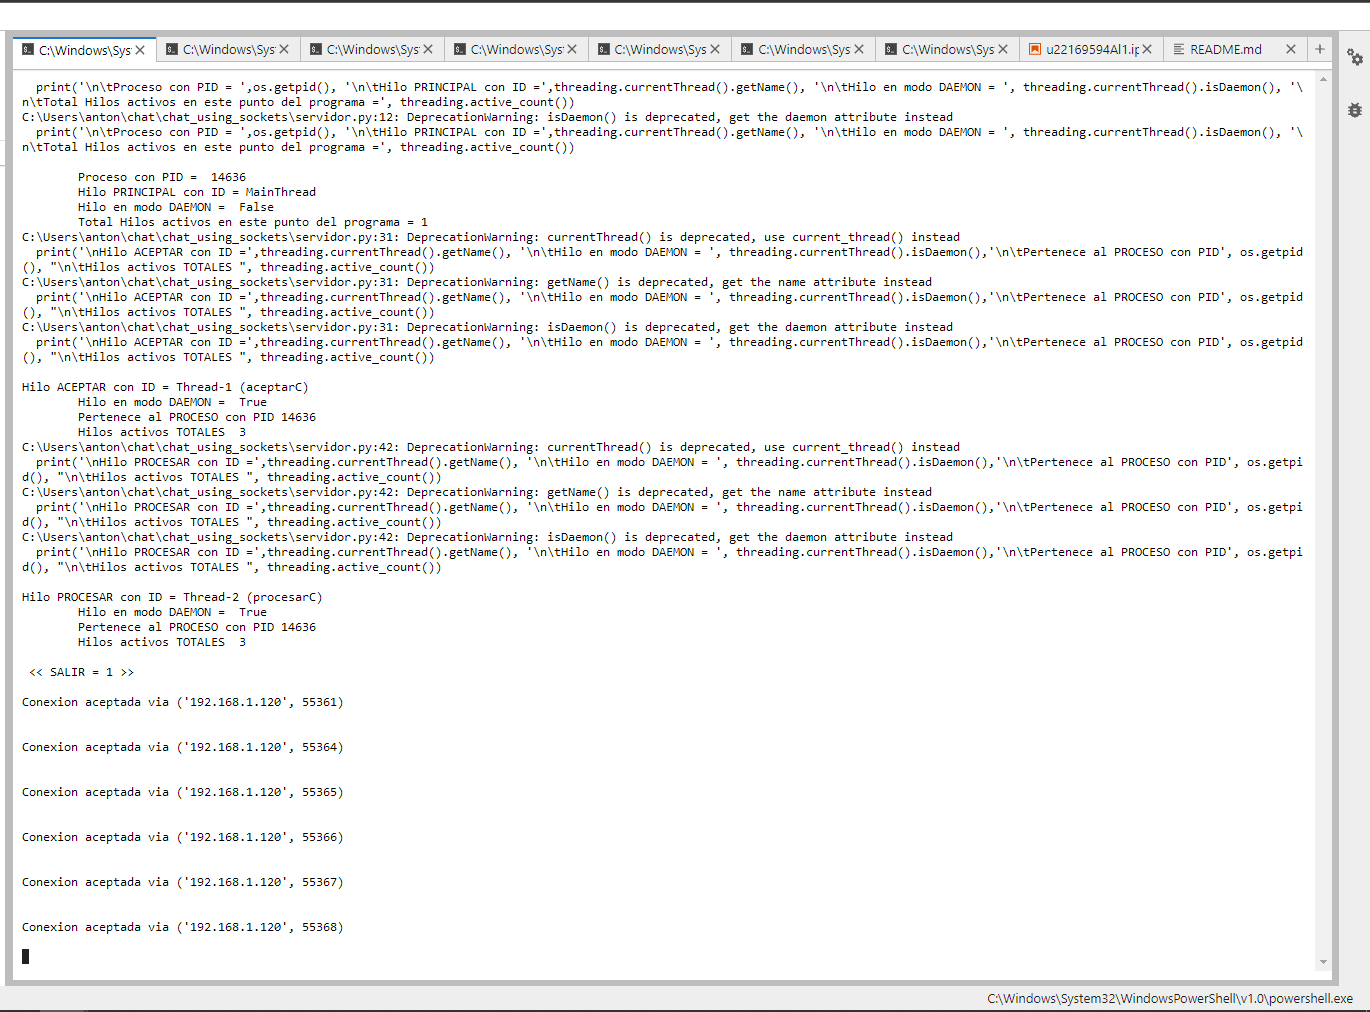 C:\Windows\Sys
C:\Windows\Sys
C:\Windows\Sys
C:\Windows\Sys
C:\Windows\Sys
C:\Windows\Sys
C:\Windows\Sys
u22169594AI1.ip
README.md
  print('\n\tProceso con PID = ',os.getpid(), '\n\tHilo PRINCIPAL con ID =',threading.currentThread().getName(), '\n\tHilo en modo DAEMON = ', threading.currentThread().isDaemon(), '\
n\tTotal Hilos activos en este punto del programa =', threading.active_count())
C:\Users\anton\chat\chat_using_sockets\servidor.py:12: DeprecationWarning: isDaemon() is deprecated, get the daemon attribute instead
  print('\n\tProceso con PID = ',os.getpid(), '\n\tHilo PRINCIPAL con ID =',threading.currentThread().getName(), '\n\tHilo en modo DAEMON = ', threading.currentThread().isDaemon(), '\
n\tTotal Hilos activos en este punto del programa =', threading.active_count())
        Proceso con PID =  14636
        Hilo PRINCIPAL con ID = MainThread
        Hilo en modo DAEMON =  False
        Total Hilos activos en este punto del programa = 1
C:\Users\anton\chat\chat_using_sockets\servidor.py:31: DeprecationWarning: currentThread() is deprecated, use current_thread() instead
  print('\nHilo ACEPTAR con ID =',threading.currentThread().getName(), '\n\tHilo en modo DAEMON = ', threading.currentThread().isDaemon(),'\n\tPertenece al PROCESO con PID', os.getpid
(), "\n\tHilos activos TOTALES ", threading.active_count())
C:\Users\anton\chat\chat_using_sockets\servidor.py:31: DeprecationWarning: getName() is deprecated, get the name attribute instead
  print('\nHilo ACEPTAR con ID =',threading.currentThread().getName(), '\n\tHilo en modo DAEMON = ', threading.currentThread().isDaemon(),'\n\tPertenece al PROCESO con PID', os.getpid
(), "\n\tHilos activos TOTALES ", threading.active_count())
C:\Users\anton\chat\chat_using_sockets\servidor.py:31: DeprecationWarning: isDaemon() is deprecated, get the daemon attribute instead
  print('\nHilo ACEPTAR con ID =',threading.currentThread().getName(), '\n\tHilo en modo DAEMON = ', threading.currentThread().isDaemon(),'\n\tPertenece al PROCESO con PID', os.getpid
(), "\n\tHilos activos TOTALES ", threading.active_count())
Hilo ACEPTAR con ID = Thread-1 (aceptarC)
        Hilo en modo DAEMON =  True
        Pertenece al PROCESO con PID 14636
        Hilos activos TOTALES  3
C:\Users\anton\chat\chat_using_sockets\servidor.py:42: DeprecationWarning: currentThread() is deprecated, use current_thread() instead
  print('\nHilo PROCESAR con ID =',threading.currentThread().getName(), '\n\tHilo en modo DAEMON = ', threading.currentThread().isDaemon(),'\n\tPertenece al PROCESO con PID', os.getpi
d(), "\n\tHilos activos TOTALES ", threading.active_count())
C:\Users\anton\chat\chat_using_sockets\servidor.py:42: DeprecationWarning: getName() is deprecated, get the name attribute instead
  print('\nHilo PROCESAR con ID =',threading.currentThread().getName(), '\n\tHilo en modo DAEMON = ', threading.currentThread().isDaemon(),'\n\tPertenece al PROCESO con PID', os.getpi
d(), "\n\tHilos activos TOTALES ", threading.active_count())
C:\Users\anton\chat\chat_using_sockets\servidor.py:42: DeprecationWarning: isDaemon() is deprecated, get the daemon attribute instead
  print('\nHilo PROCESAR con ID =',threading.currentThread().getName(), '\n\tHilo en modo DAEMON = ', threading.currentThread().isDaemon(),'\n\tPertenece al PROCESO con PID', os.getpi
d(), "\n\tHilos activos TOTALES ", threading.active_count())
Hilo PROCESAR con ID = Thread-2 (procesarC)
        Hilo en modo DAEMON =  True
        Pertenece al PROCESO con PID 14636
        Hilos activos TOTALES  3
 << SALIR = 1 >>
Conexion aceptada via ('192.168.1.120', 55361)
Conexion aceptada via ('192.168.1.120', 55364)
Conexion aceptada via ('192.168.1.120', 55365)
Conexion aceptada via ('192.168.1.120', 55366)
Conexion aceptada via ('192.168.1.120', 55367)
Conexion aceptada via ('192.168.1.120', 55368)
C:\Windows\System32\WindowsPowerShell\v1.0\powershell.exe